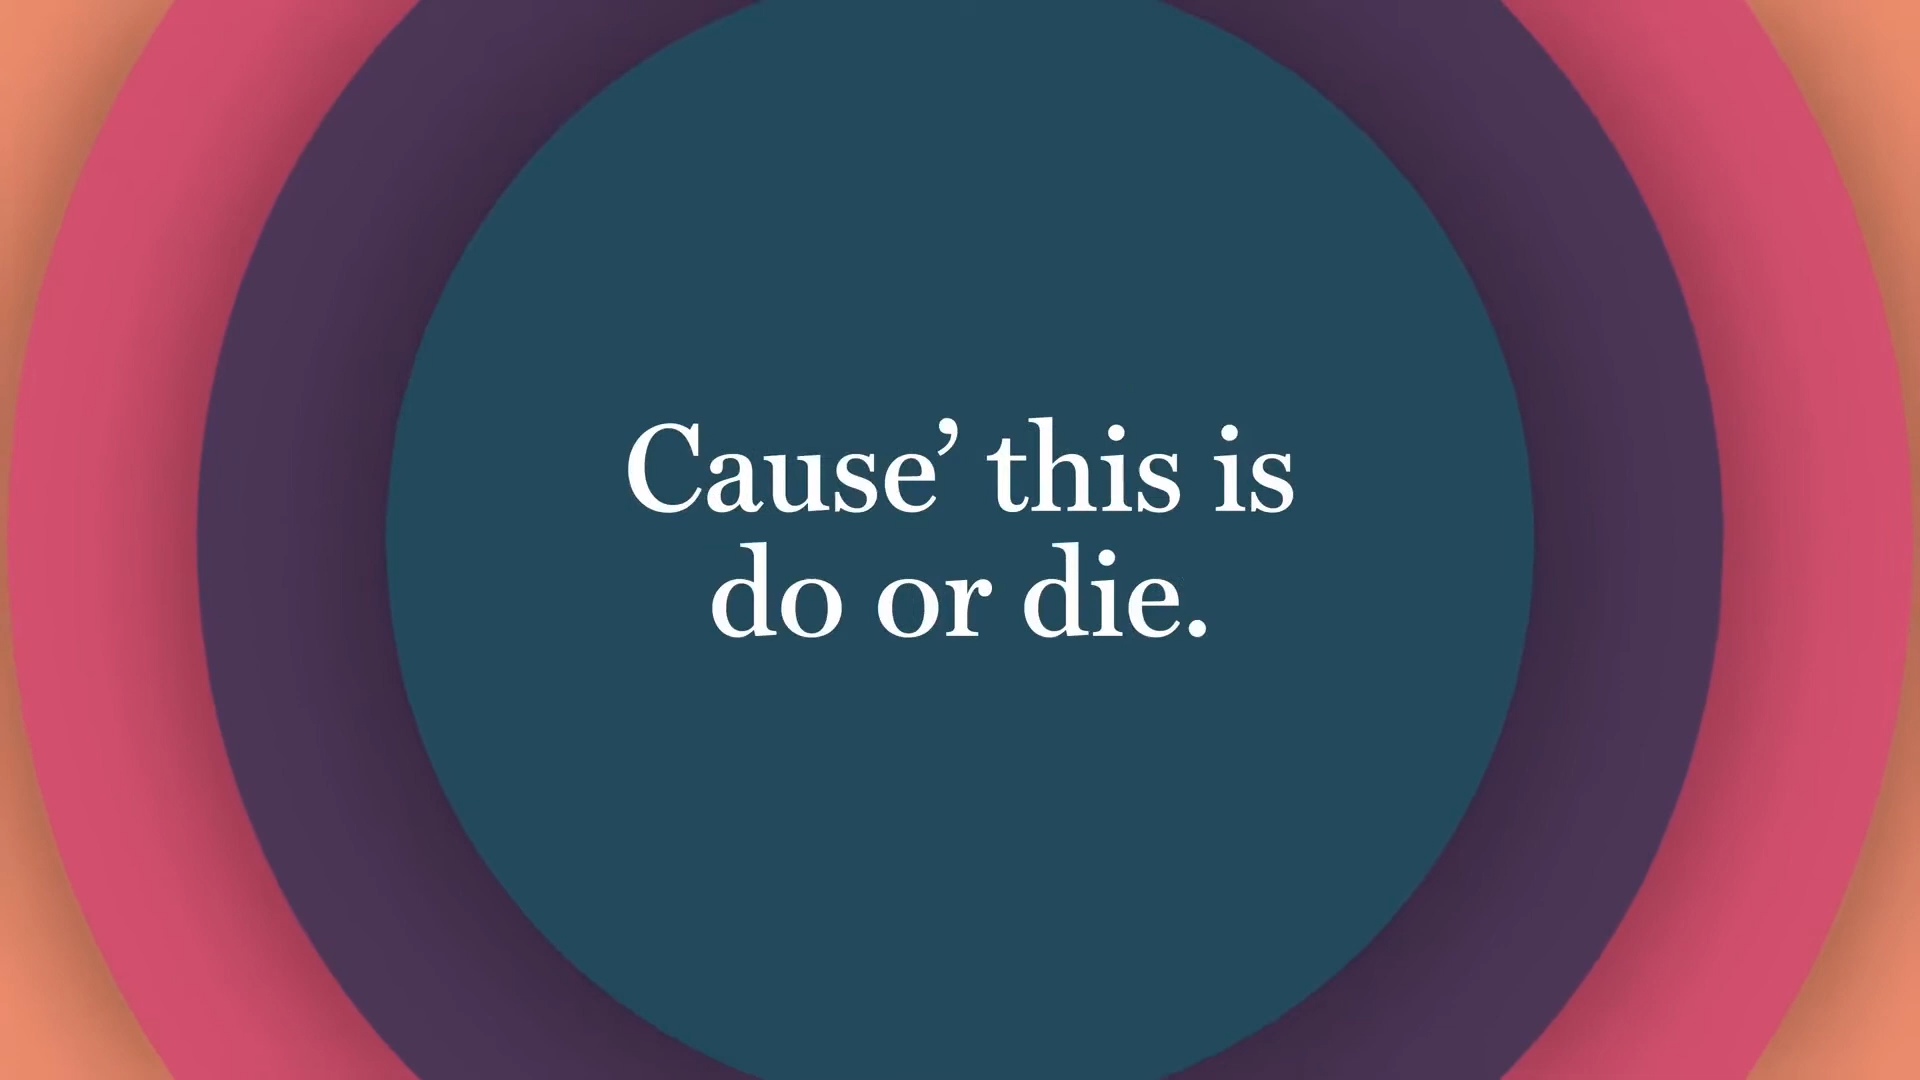 Cause’ this is
do or die.